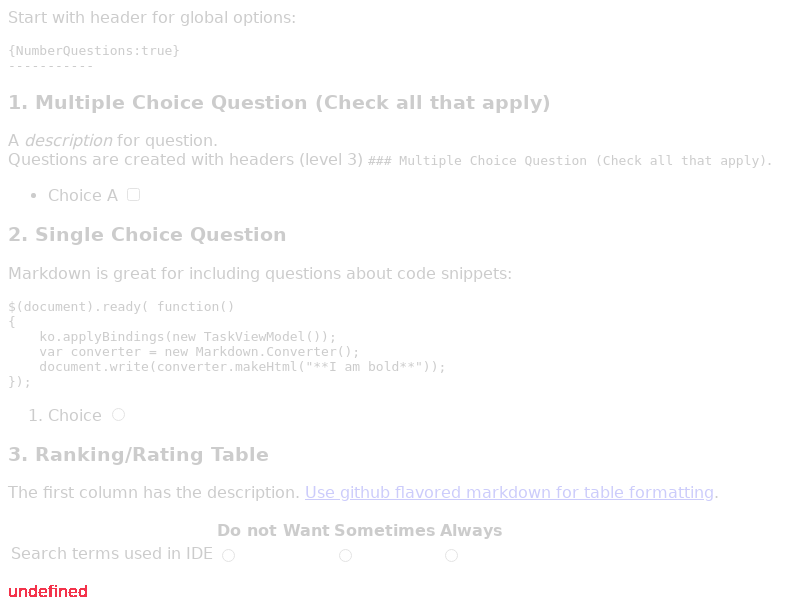 Start with header for global options:
{NumberQuestions:true}
-----------
1. Multiple Choice Question (Check all that apply)
A description for question.
Questions are created with headers (level 3) ### Multiple Choice Question (Check all that apply).
• Choice A
2. Single Choice Question
Markdown is great for including questions about code snippets:
$(document).ready( function()
{
    ko.applyBindings(new TaskViewModel());
    var converter = new Markdown.Converter();
    document.write(converter.makeHtml("**I am bold**"));
});
1. Choice
3. Ranking/Rating Table
The first column has the description. Use github flavored markdown for table formatting.
Do not Want Sometimes Always
Search terms used in IDE
undefined